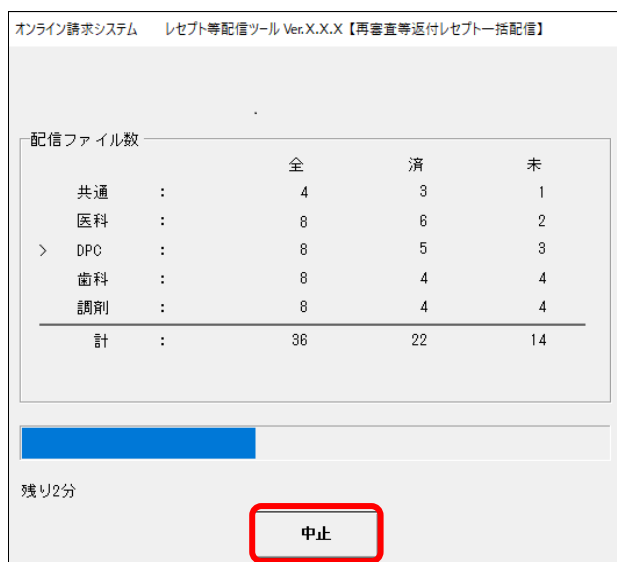 オンライン請求システム　　レセプト等配信ツール Ver.X.X.X【再審査等返付レセプト一括配信】
配信ファイル数
全 済 未
共通 : 4 3 1
医科 : 8 6 2
> DPC : 8 5 3
歯科 : 8 4 4
調剤 : 8 4 4
計 : 36 22 14
残り2分
中止